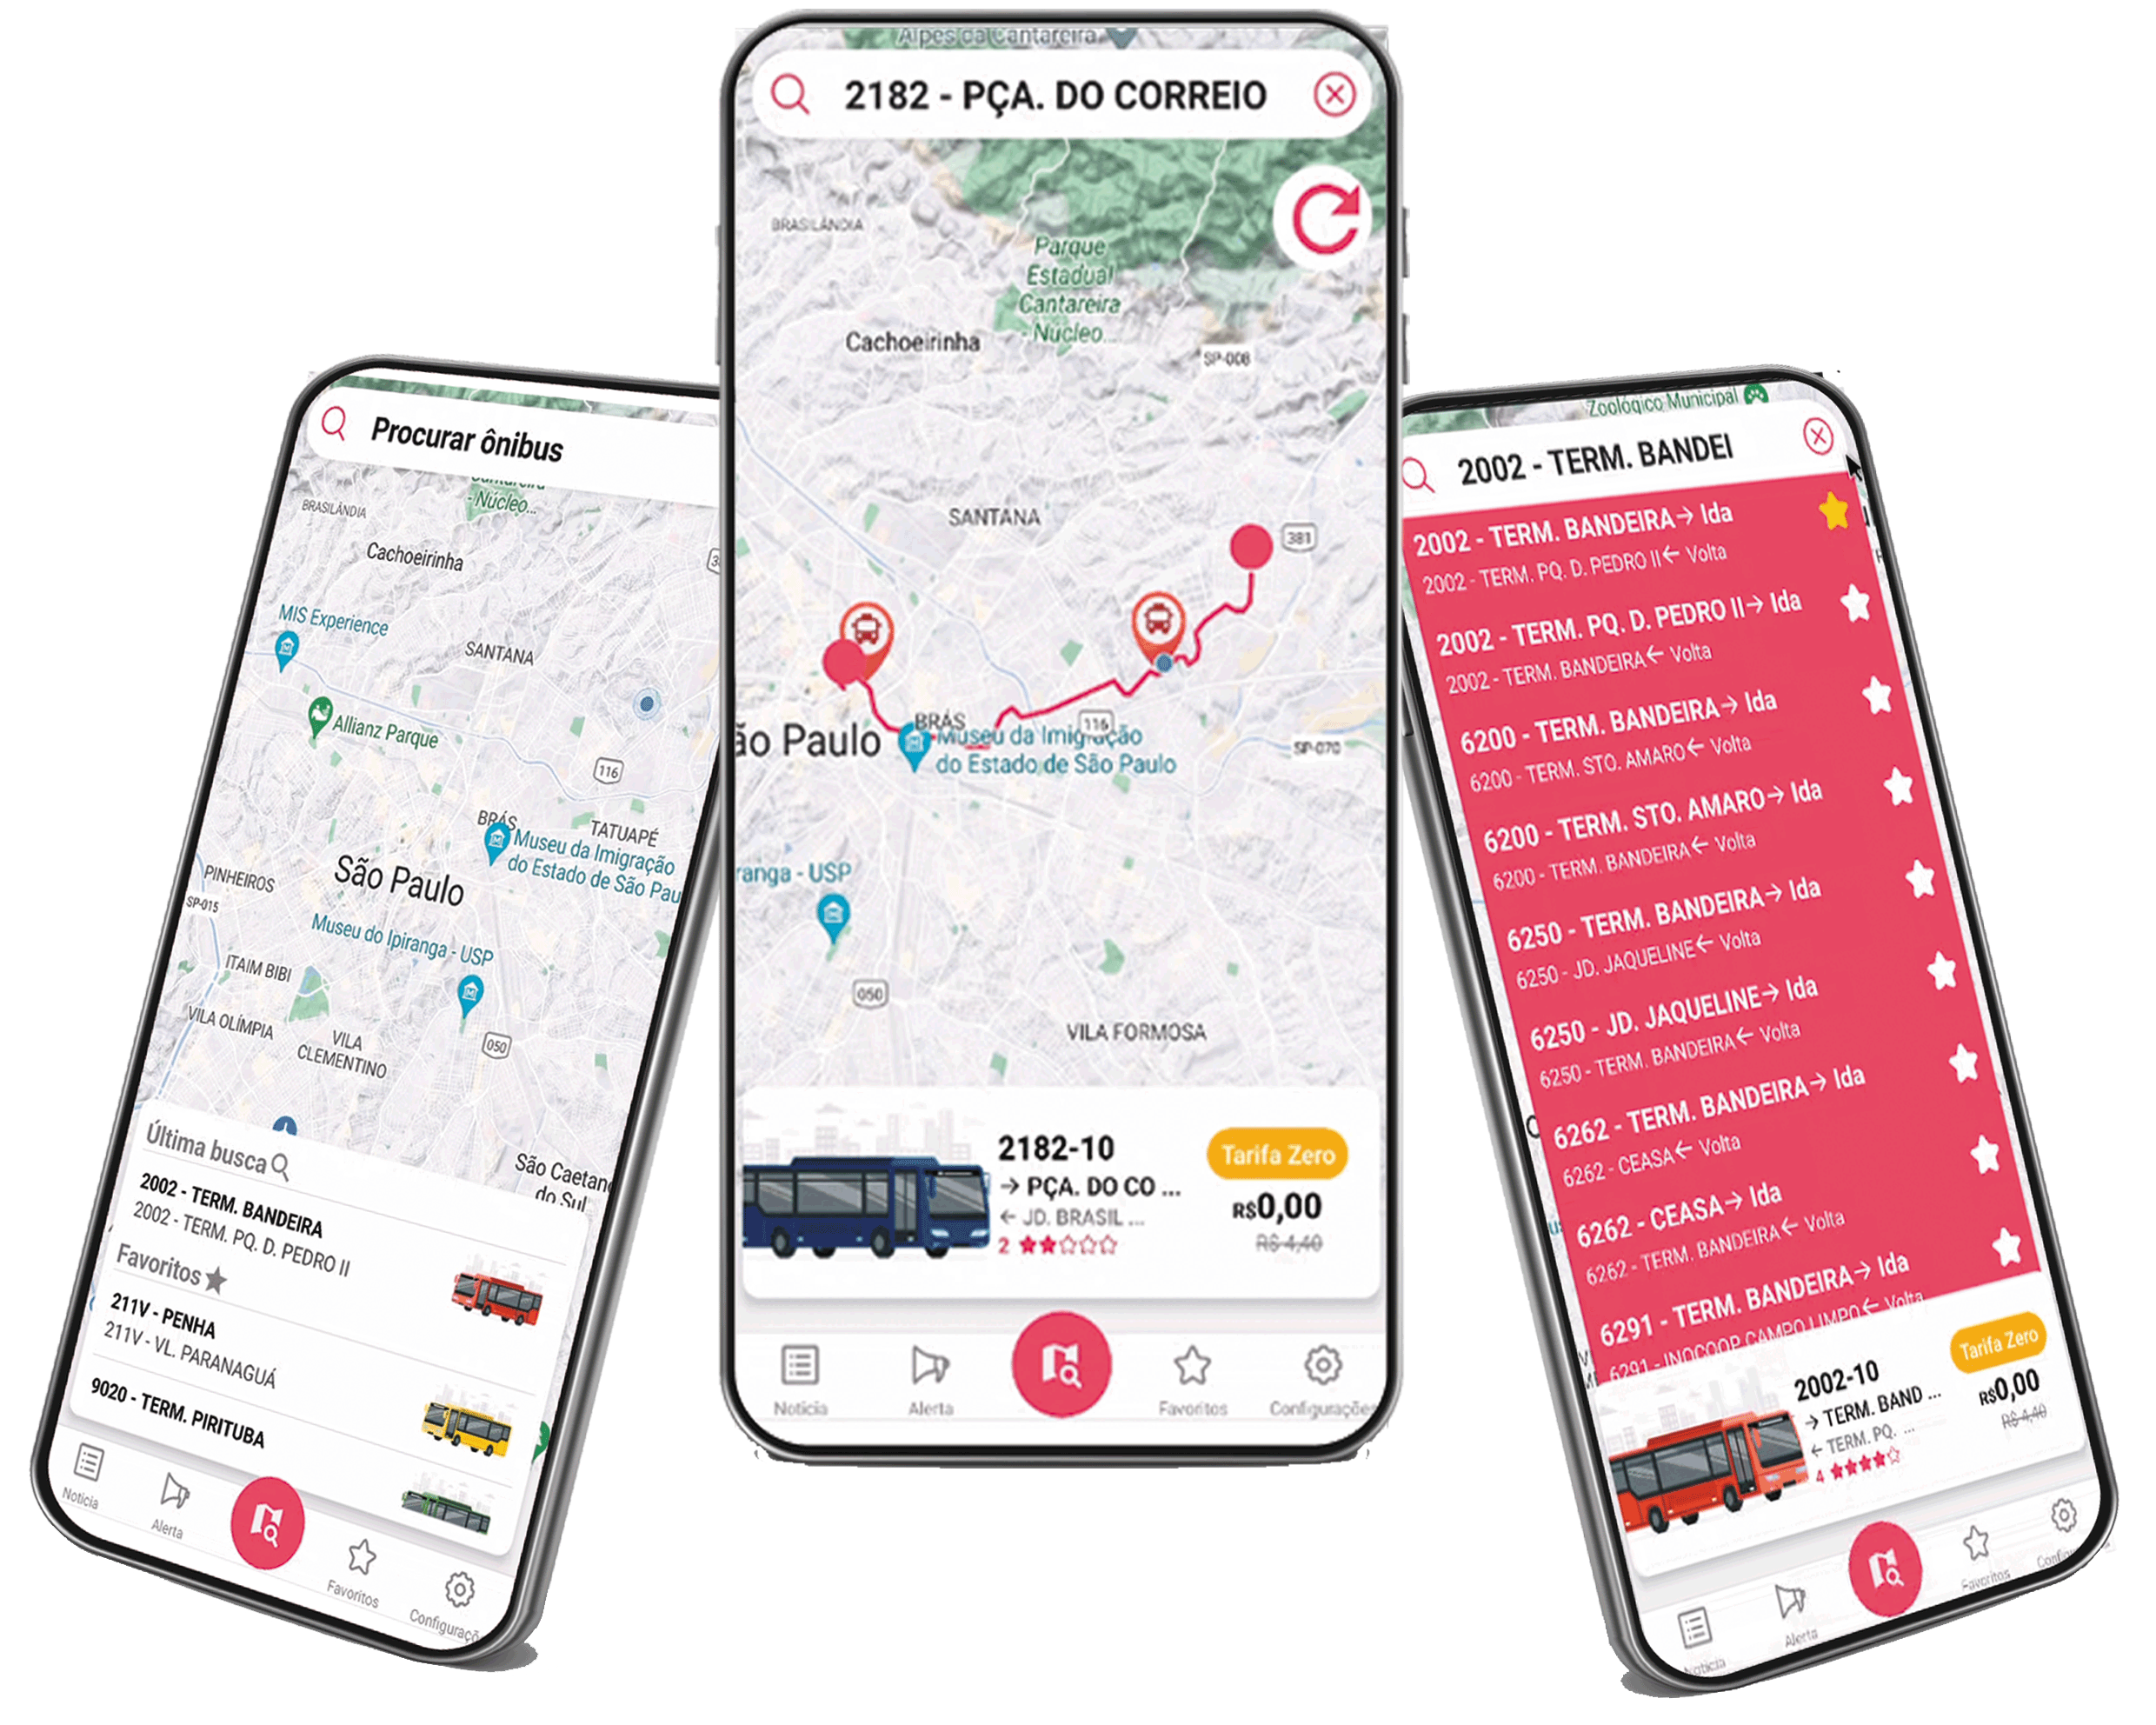 Procurar ônibus
Cantareira
- Núcleo...
BRASILÂNDIA
Cachoeirinha
MIS Experience
SANTANA
Allianz Parque
116
BRÁS
TATUAPÉ
Museu da Imigração
do Estado de São Pau
São Paulo
PINHEIROS
SP-015
Museu do Ipiranga - USP
ITAIM BIBI
VILA OLÍMPIA
VILA
CLEMENTINO
050
São Caetano
do Sul
Última busca
2002 - TERM. BANDEIRA
2002 - TERM. PQ. D. PEDRO II
Favoritos
211V - PENHA
211V - VL. PARANAGUÁ
9020 - TERM. PIRITUBA
Noticia
Alerta
Favoritos
Configuraçõ
Alpes da Cantareira
2182 - PÇA. DO CORREIO
BRASILÂNDIA
Parque
Estadual
Cantareira
- Núcleo...
Cachoeirinha
SP-008
SANTANA
381
BRÁS
116
ão Paulo
Museu da Imigração
do Estado de São Paulo
SP-070
ranga - USP
050
VILA FORMOSA
2182-10
→ PÇA. DO CO ...
← JD. BRASIL ...
2
Tarifa Zero
R$0,00
R$ 4,40
Noticia
Alerta
Favoritos
Configurações
Zoológico Municipal
2002 - TERM. BANDEI
2002 - TERM. BANDEIRA→ Ida
2002 - TERM. PQ. D. PEDRO II← Volta
2002 - TERM. PQ. D. PEDRO II→ Ida
2002 - TERM. BANDEIRA← Volta
6200 - TERM. BANDEIRA→ Ida
6200 - TERM. STO. AMARO← Volta
6200 - TERM. STO. AMARO→ Ida
6200 - TERM. BANDEIRA← Volta
6250 - TERM. BANDEIRA→ Ida
6250 - JD. JAQUELINE← Volta
6250 - JD. JAQUELINE→ Ida
6250 - TERM. BANDEIRA← Volta
6262 - TERM. BANDEIRA→ Ida
6262 - CEASA← Volta
6262 - CEASA→ Ida
6262 - TERM. BANDEIRA← Volta
6291 - TERM. BANDEIRA→ Ida
6291 - INOCOOP CAMPO LIMPO← Volta
2002-10
→ TERM. BAND ...
← TERM. PQ. ...
4
Tarifa Zero
R$0,00
R$ 4,40
Noticia
Alerta
Favoritos